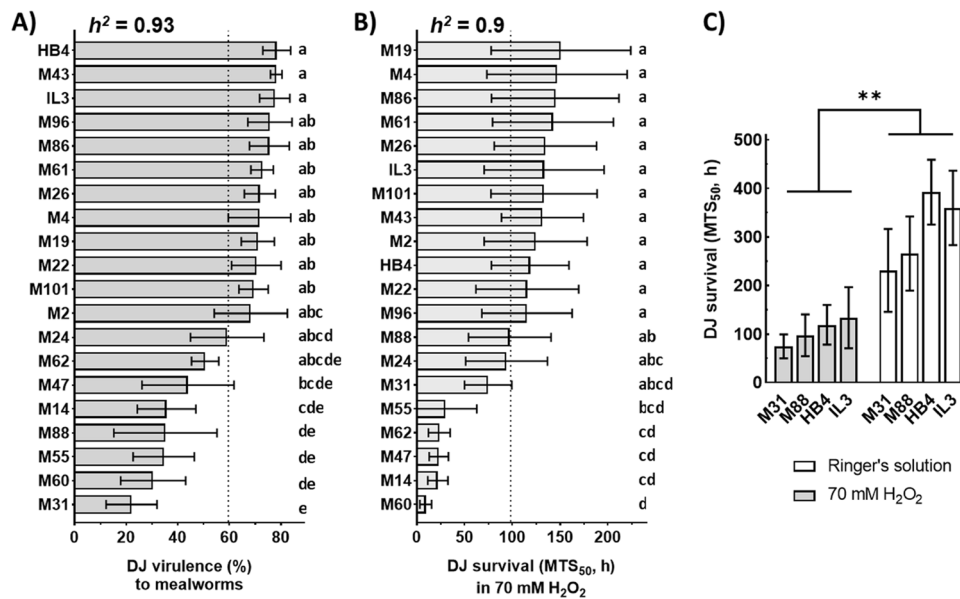 A)
h² = 0.93
HB4 a
M43 a
IL3 a
M96 ab
M86 ab
M61 ab
M26 ab
M4 ab
M19 ab
M22 ab
M101 ab
M2 abc
M24 abcd
M62 abcde
M47 bcde
M14 cde
M88 de
M55 de
M60 de
M31 e
0 20 40 60 80
DJ virulence (%)
to mealworms
B)
h² = 0.9
M19 a
M4 a
M86 a
M61 a
M26 a
IL3 a
M101 a
M43 a
M2 a
HB4 a
M22 a
M96 a
M88 ab
M24 abc
M31 abcd
M55 bcd
M62 cd
M47 cd
M14 cd
M60 d
0 50 100 150 200
DJ survival (MTS₅₀, h)
in 70 mM H₂O₂
C)
**
500
400
300
200
100
0
DJ survival (MTS₅₀, h)
M31 M88 HB4 IL3 M31 M88 HB4 IL3
Ringer's solution
70 mM H₂O₂